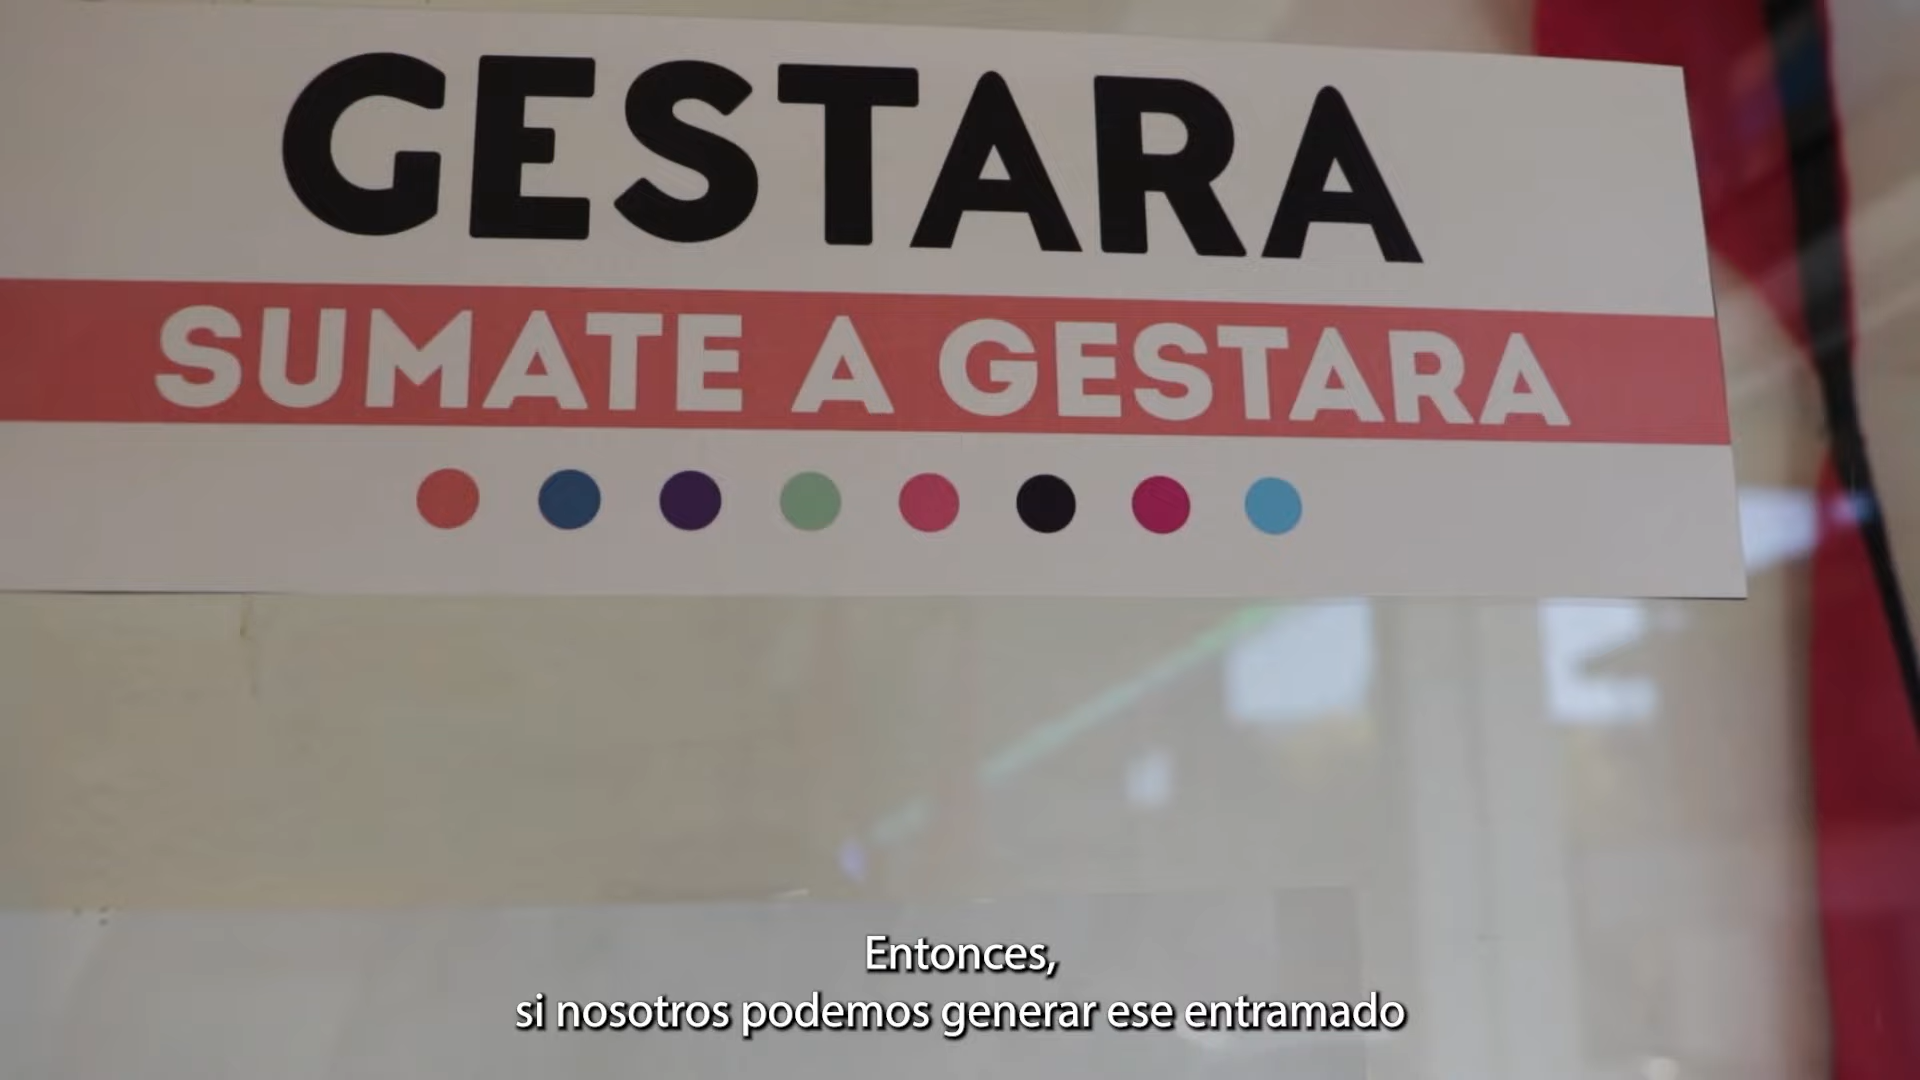 GESTARA
SUMATE A GESTARA
Entonces,
si nosotros podemos generar ese entramado